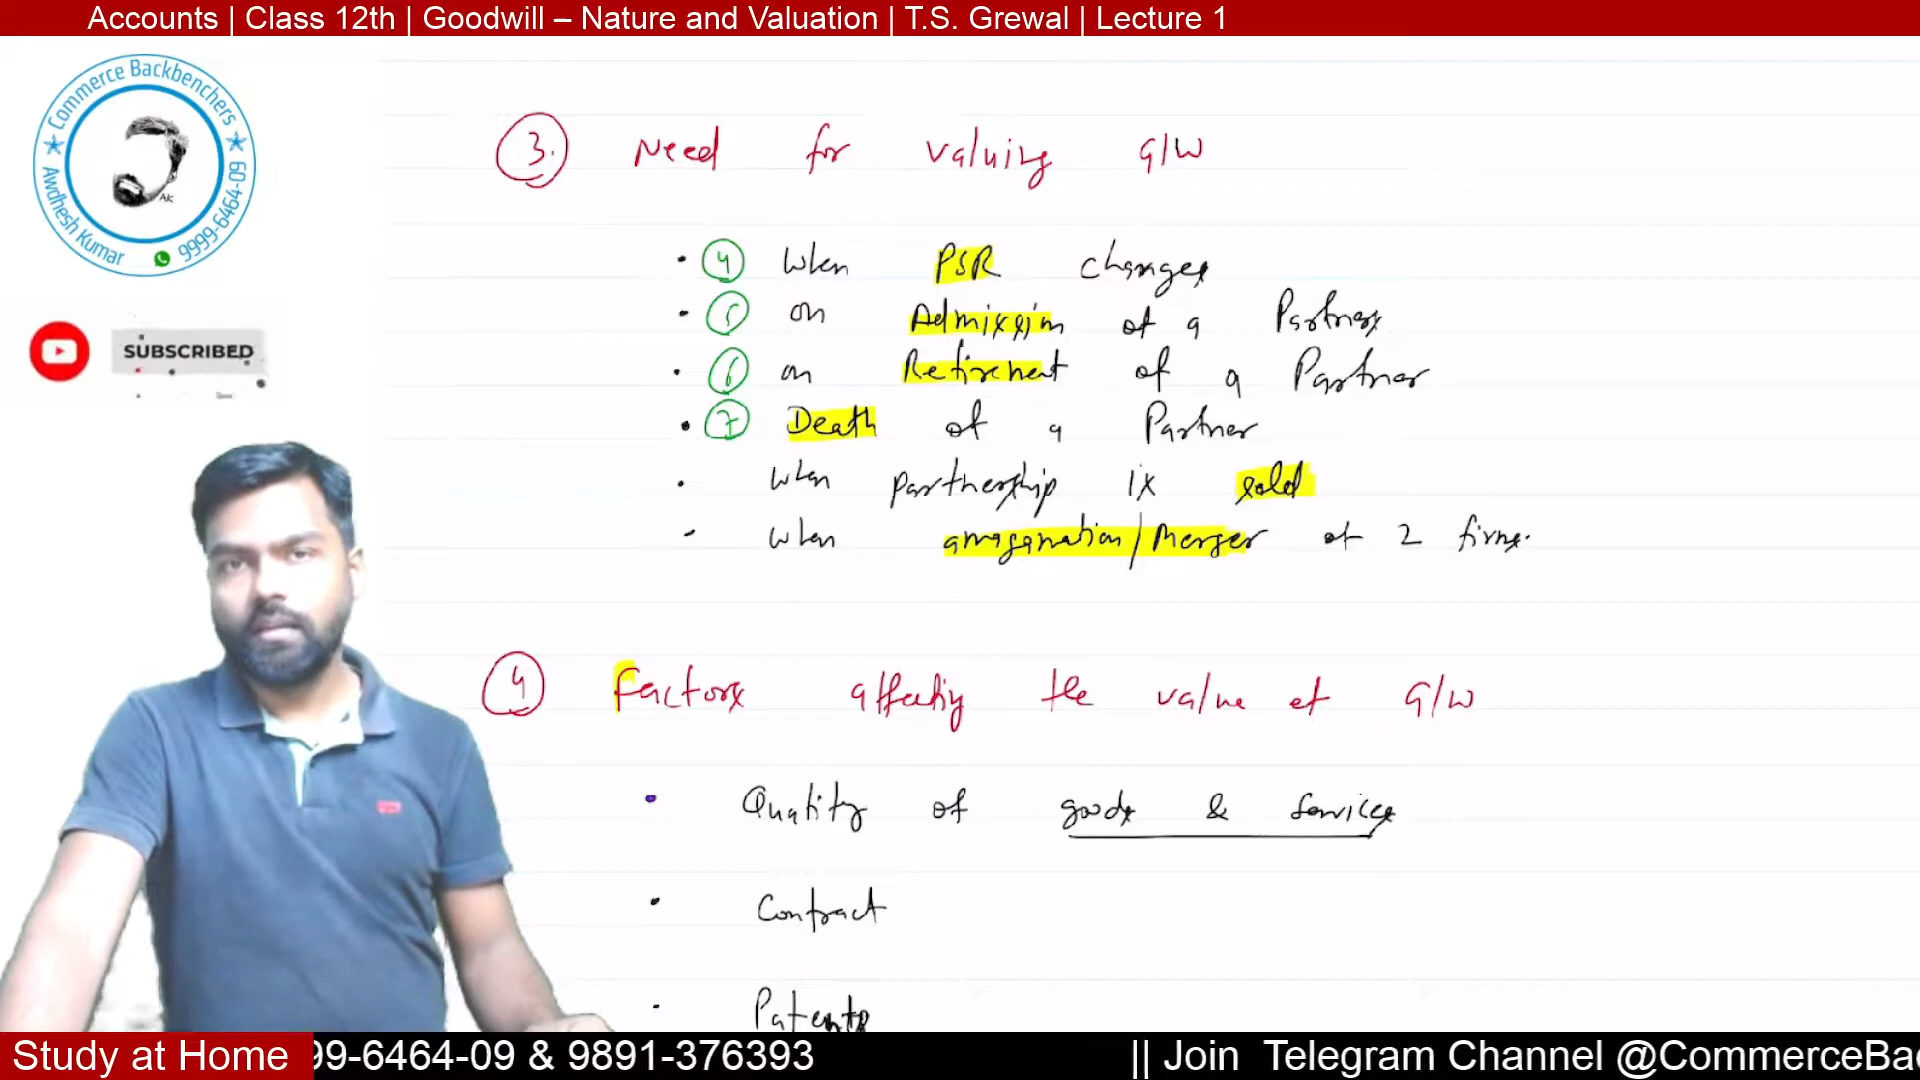 Accounts | Class 12th | Goodwill – Nature and Valuation | T.S. Grewal | Lecture 1
Commerce Backbenchers
Awdhesh Kumar
9999-6464-09
AK
SUBSCRIBED
3. Need for valuing G/W
• 4 When PSR changes
• 5 on Admission of a Partner
• 6 on Retirement of a Partner
• 7 Death of a Partner
• When partnership is sold
- When amagamation/Merger of 2 firms.
4 Factors affecting the value of G/W
• Quality of goods & Services
• Contract
• Patents
Study at Home 99-6464-09 & 9891-376393 || Join Telegram Channel @CommerceBac